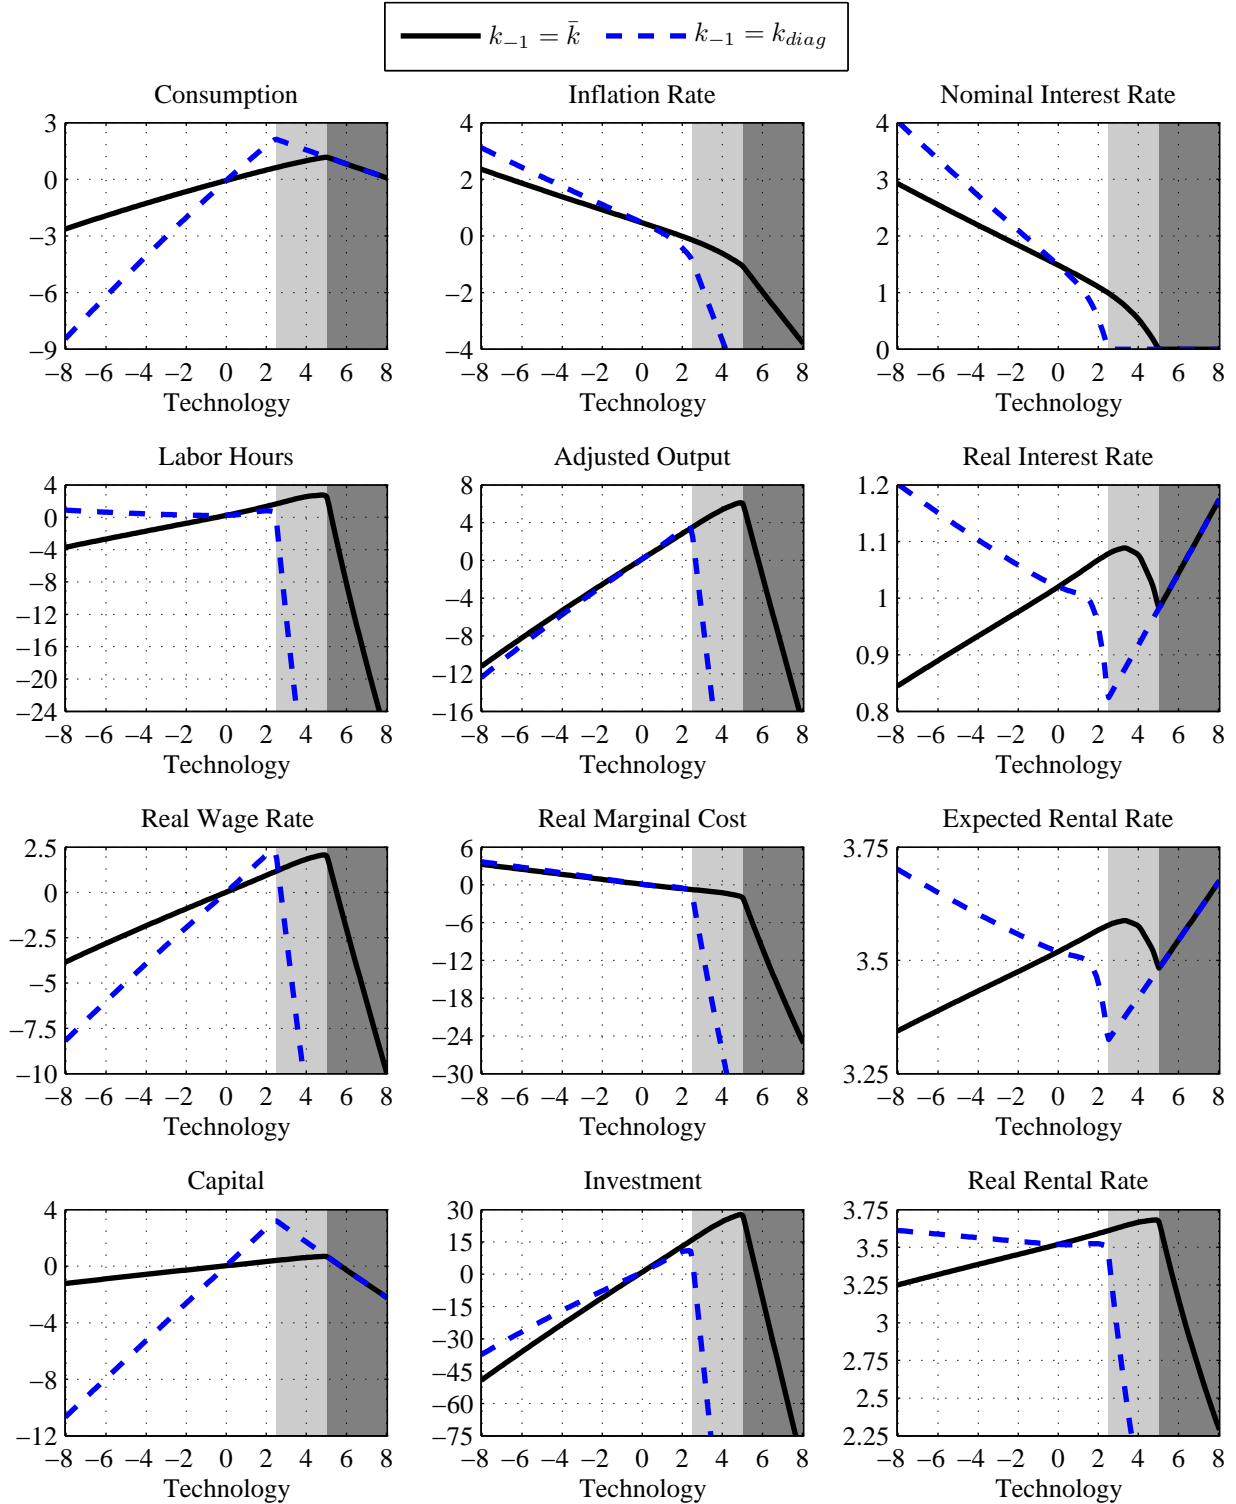 k₋₁ = k̄   k₋₁ = k_diag
Consumption
3
0
−3
−6
−9
−8 −6 −4 −2 0 2 4 6 8
Technology
Inflation Rate
4
2
0
−2
−4
−8 −6 −4 −2 0 2 4 6 8
Technology
Nominal Interest Rate
4
3
2
1
0
−8 −6 −4 −2 0 2 4 6 8
Technology
Labor Hours
4
0
−4
−8
−12
−16
−20
−24
−8 −6 −4 −2 0 2 4 6 8
Technology
Adjusted Output
8
4
0
−4
−8
−12
−16
−8 −6 −4 −2 0 2 4 6 8
Technology
Real Interest Rate
1.2
1.1
1
0.9
0.8
−8 −6 −4 −2 0 2 4 6 8
Technology
Real Wage Rate
2.5
0
−2.5
−5
−7.5
−10
−8 −6 −4 −2 0 2 4 6 8
Technology
Real Marginal Cost
6
0
−6
−12
−18
−24
−30
−8 −6 −4 −2 0 2 4 6 8
Technology
Expected Rental Rate
3.75
3.5
3.25
−8 −6 −4 −2 0 2 4 6 8
Technology
Capital
4
0
−4
−8
−12
−8 −6 −4 −2 0 2 4 6 8
Technology
Investment
30
15
0
−15
−30
−45
−60
−75
−8 −6 −4 −2 0 2 4 6 8
Technology
Real Rental Rate
3.75
3.5
3.25
3
2.75
2.5
2.25
−8 −6 −4 −2 0 2 4 6 8
Technology